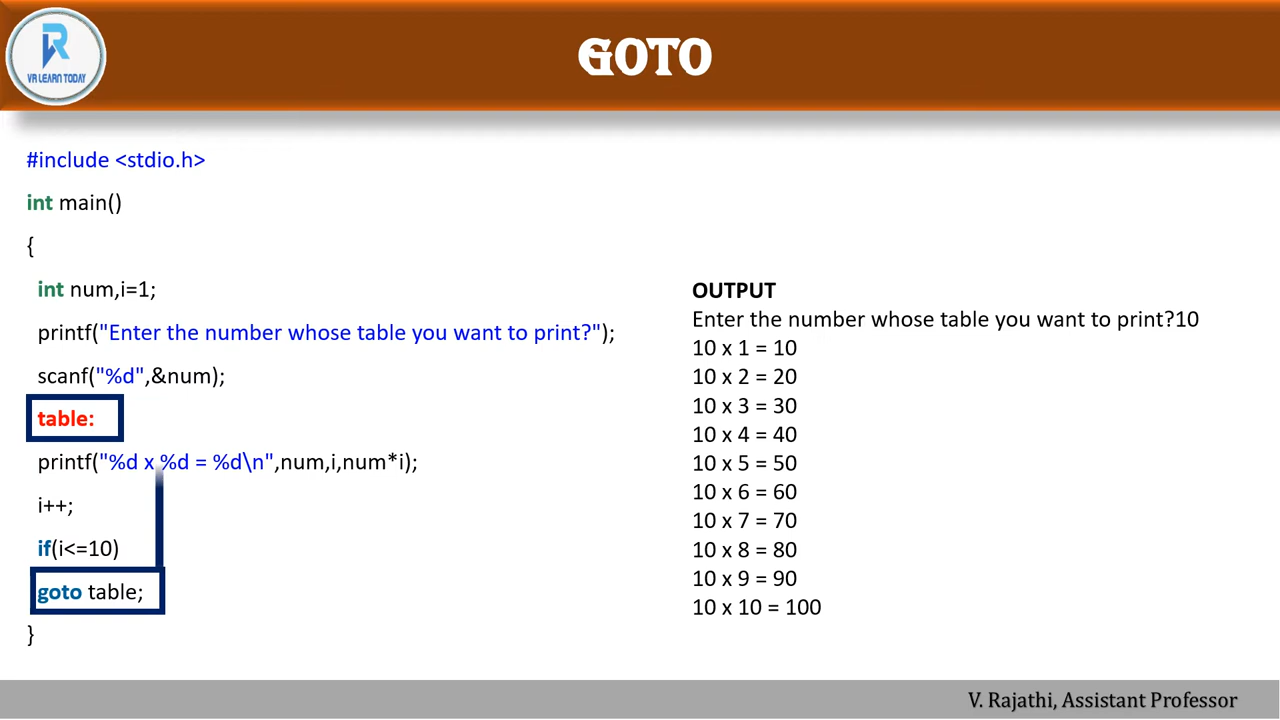 VR LEARN TODAY
GOTO
#include <stdio.h>
int main()
{
int num,i=1;
printf("Enter the number whose table you want to print?");
scanf("%d",&num);
table:
printf("%d x %d = %d\n",num,i,num*i);
i++;
if(i<=10)
goto table;
}
OUTPUT
Enter the number whose table you want to print?10
10 x 1 = 10
10 x 2 = 20
10 x 3 = 30
10 x 4 = 40
10 x 5 = 50
10 x 6 = 60
10 x 7 = 70
10 x 8 = 80
10 x 9 = 90
10 x 10 = 100
V. Rajathi, Assistant Professor